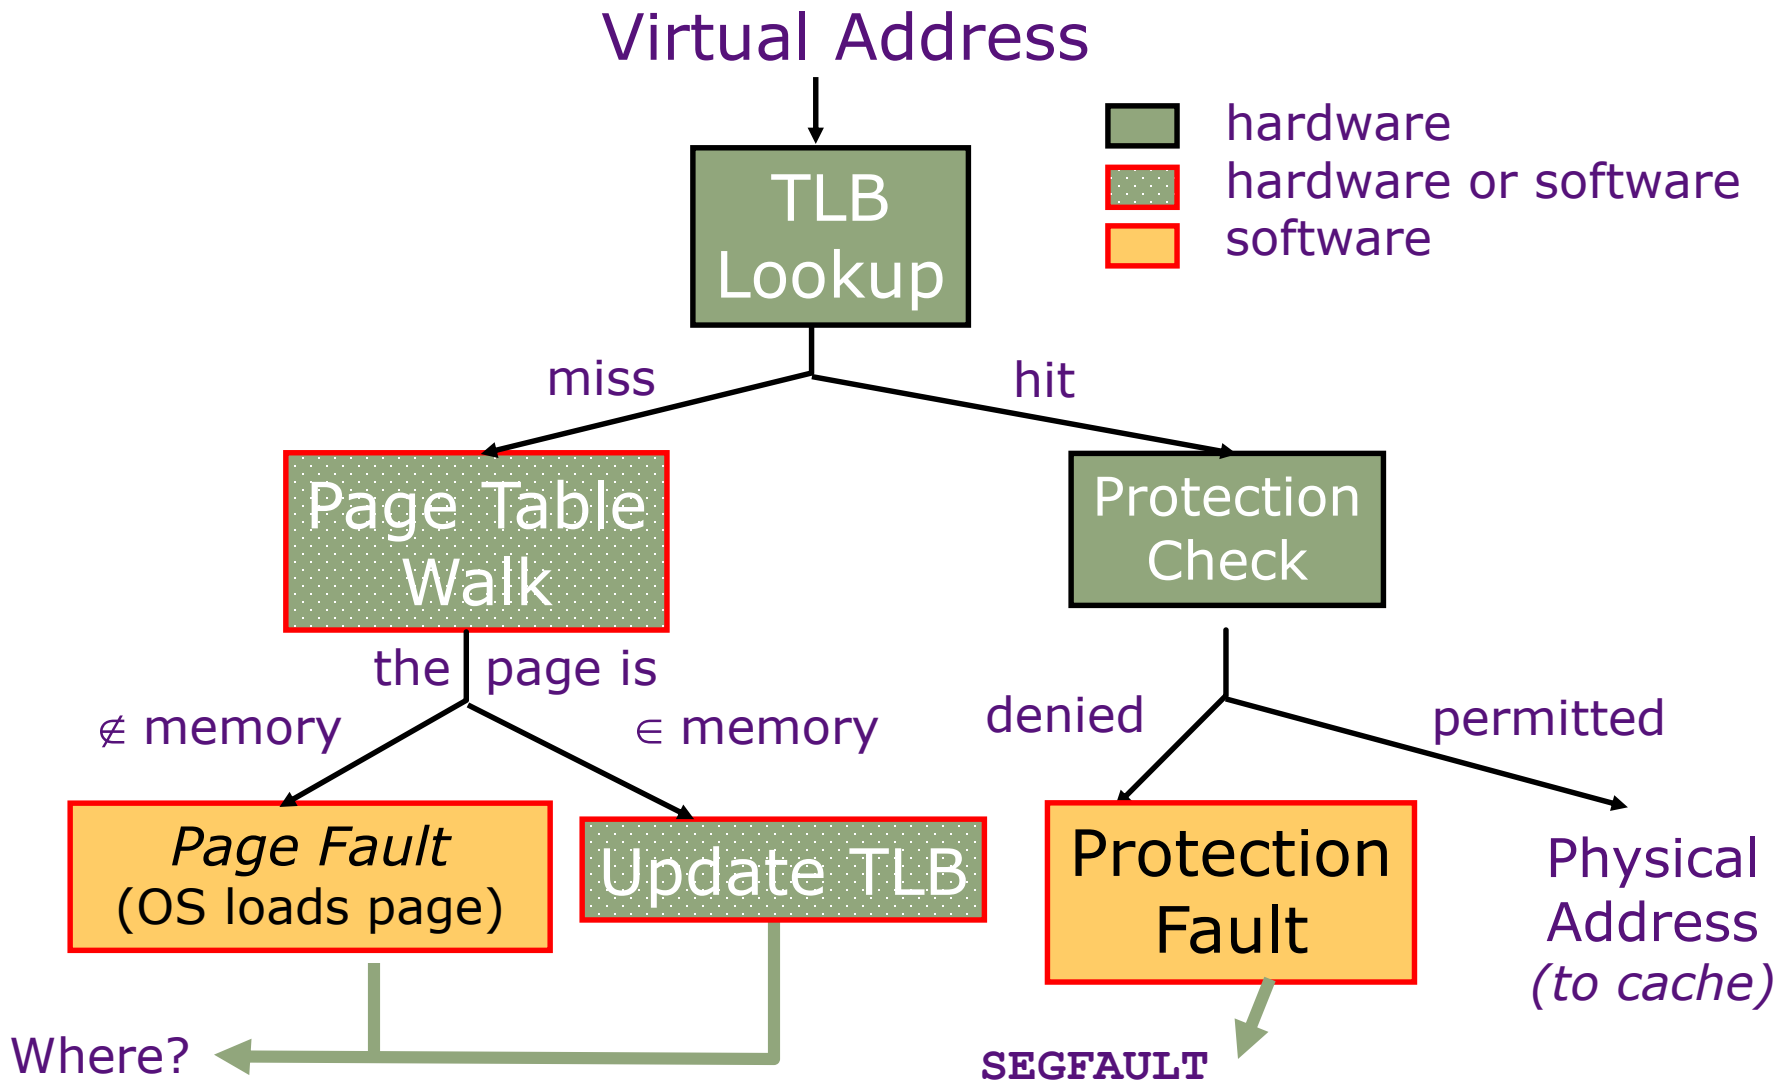 Virtual Address
hardware
hardware or software
software
TLB
Lookup
miss
hit
Page Table
Walk
Protection
Check
the page is
∉ memory
∈ memory
denied
permitted
Page Fault
(OS loads page)
Update TLB
Protection
Fault
Physical
Address
(to cache)
Where?
SEGFAULT